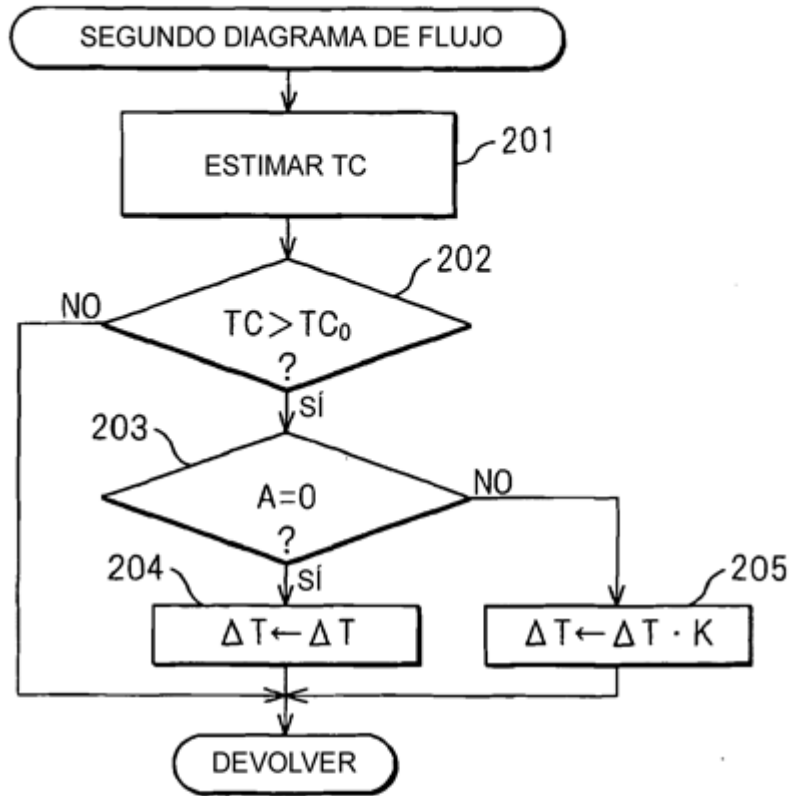 SEGUNDO DIAGRAMA DE FLUJO
ESTIMAR TC
201
202
NO
TC>TC₀
?
SÍ
203
A=0
?
NO
SÍ
204
ΔT←ΔT
205
ΔT←ΔT·K
DEVOLVER